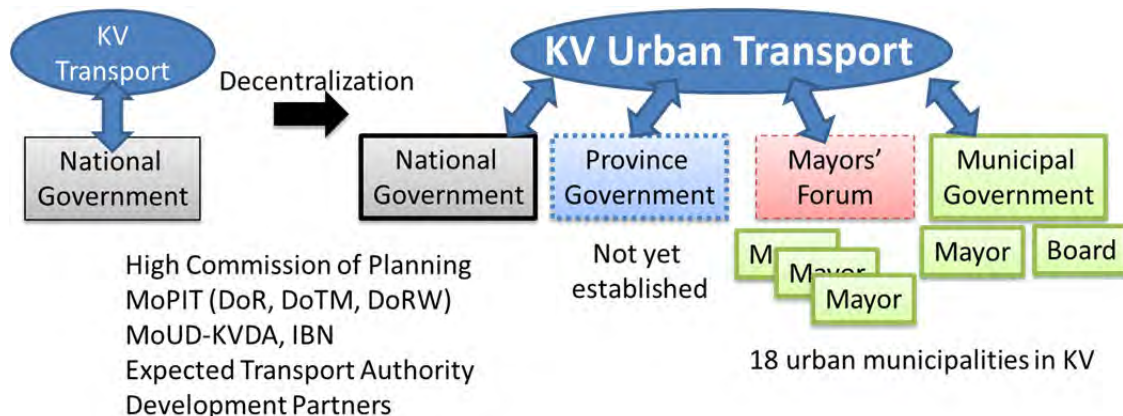 KV
Transport
National
Government
Decentralization
KV Urban Transport
National
Government
Province
Government
Mayors'
Forum
Municipal
Government
Not yet
established
Mayor
Mayor
Mayor
Mayor
Board
18 urban municipalities in KV
High Commission of Planning
MoPIT (DoR, DoTM, DoRW)
MoUD-KVDA, IBN
Expected Transport Authority
Development Partners